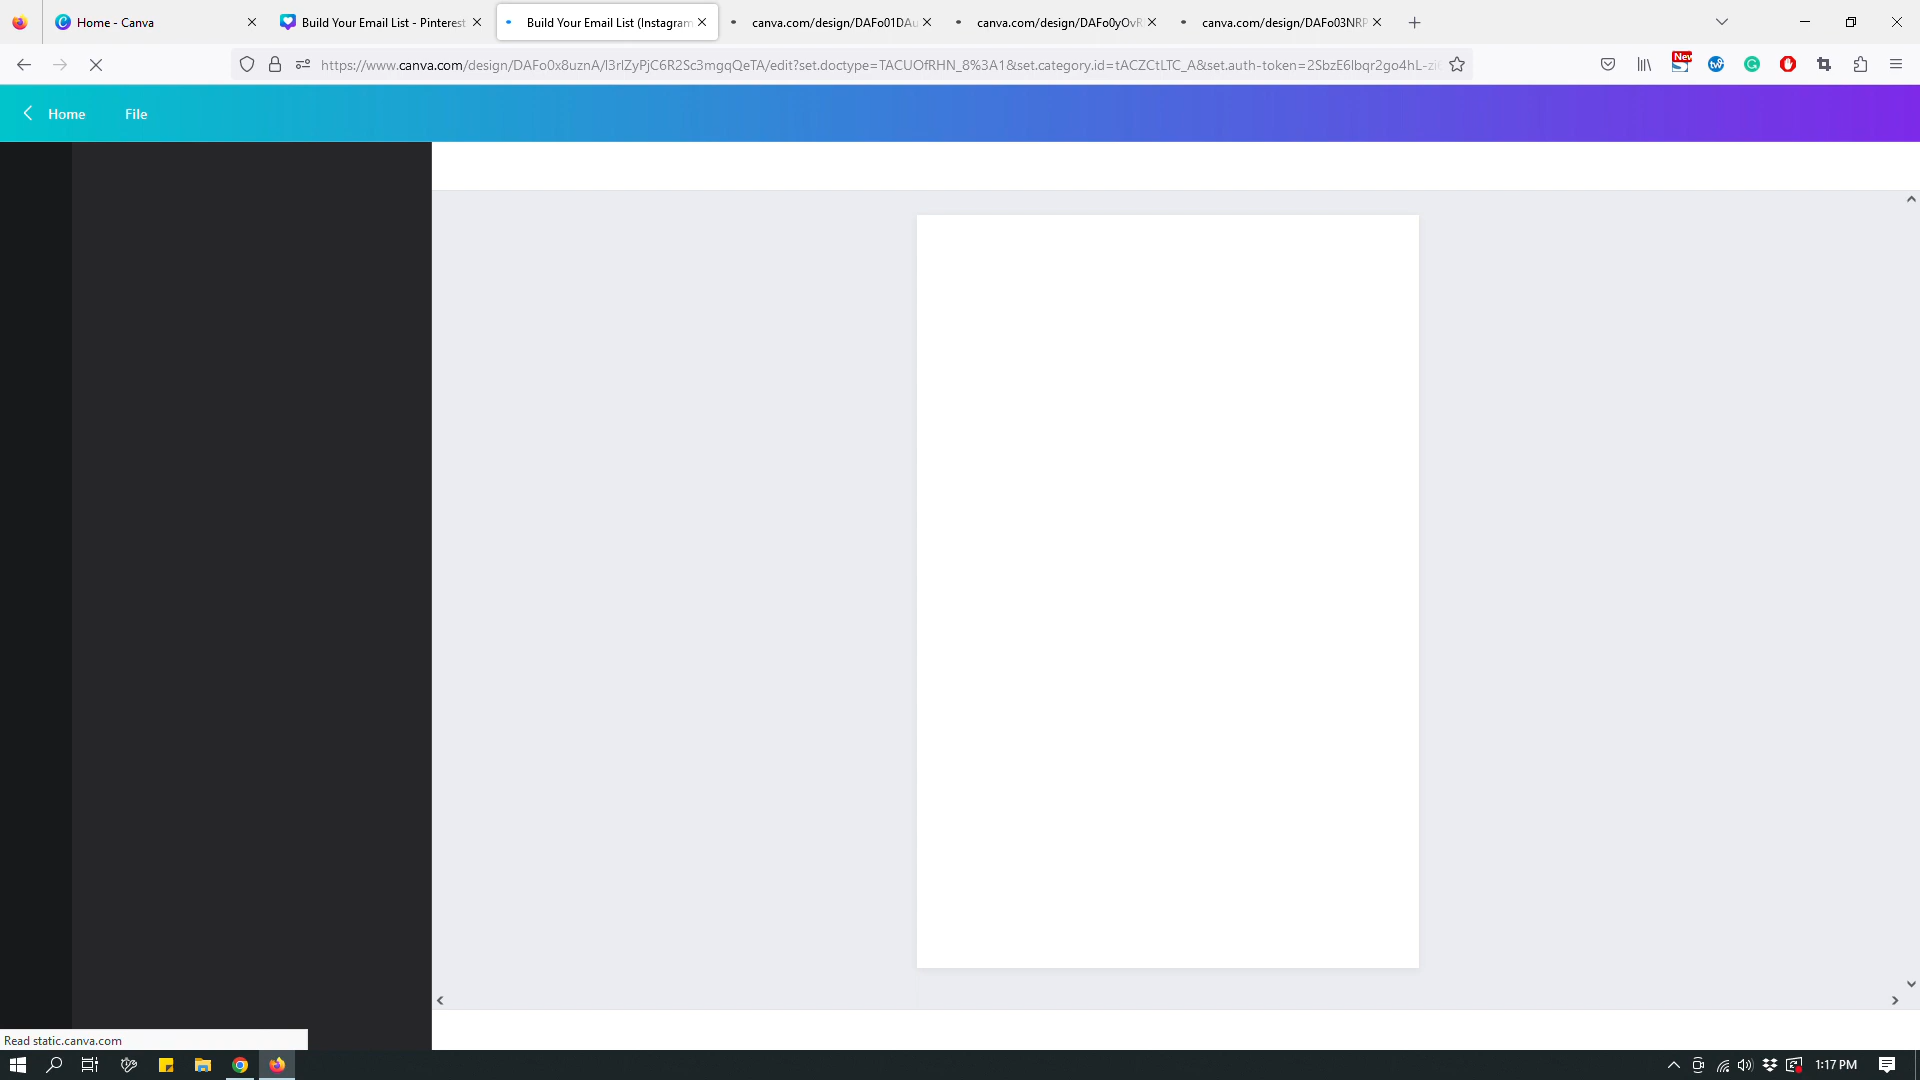 Home - Canva
Build Your Email List - Pinterest
Build Your Email List (Instagram
canva.com/design/DAFo01DAu
canva.com/design/DAFo0yOvR
canva.com/design/DAFo03NRP
https://www.canva.com/design/DAFo0x8uznA/l3rlZyPjC6R2Sc3mgqQeTA/edit?set.doctype=TACUOfRHN_8%3A1&set.category.id=tACZCtLTC_A&set.auth-token=2SbzE6lbqr2go4hL-zi6
New
Home
File
Read static.canva.com
1:17 PM